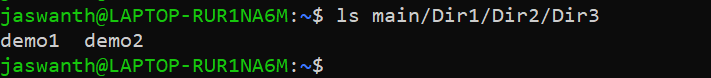 jaswanth@LAPTOP-RUR1NA6M:~$ ls main/Dir1/Dir2/Dir3
demo1  demo2
jaswanth@LAPTOP-RUR1NA6M:~$